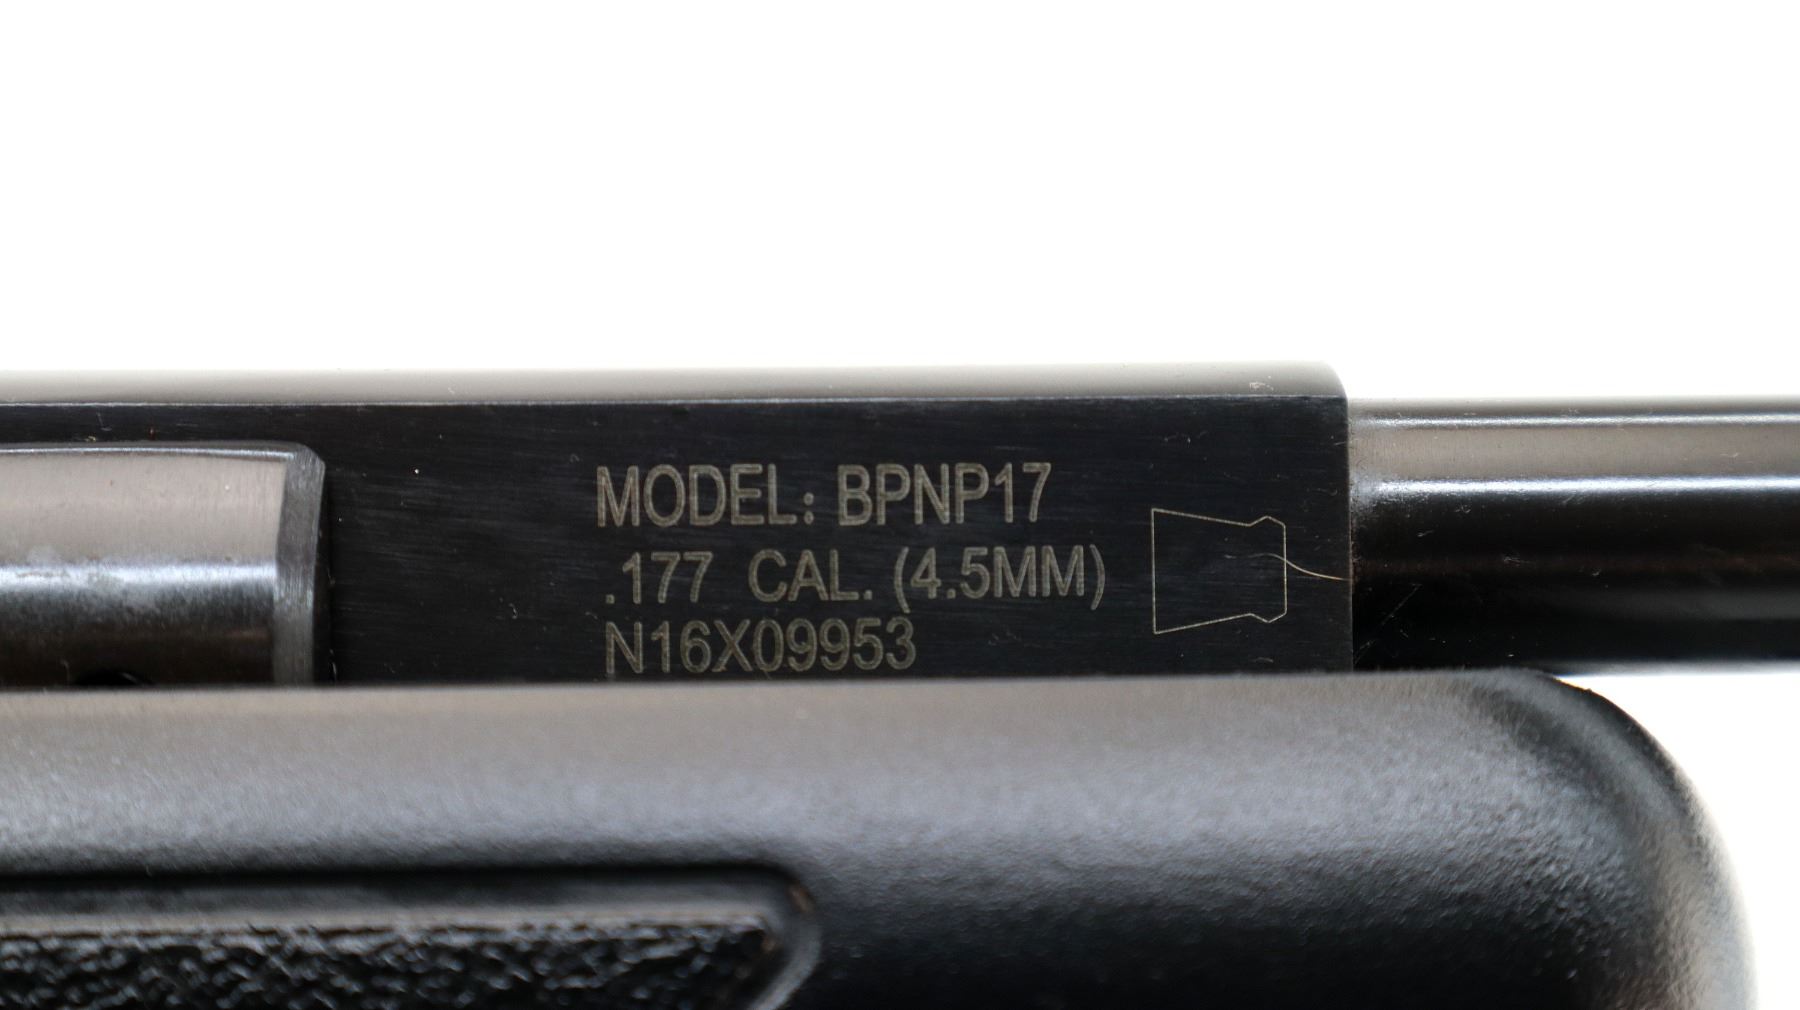 MODEL: BPNP17
.177 CAL. (4.5MM)
N16X09953